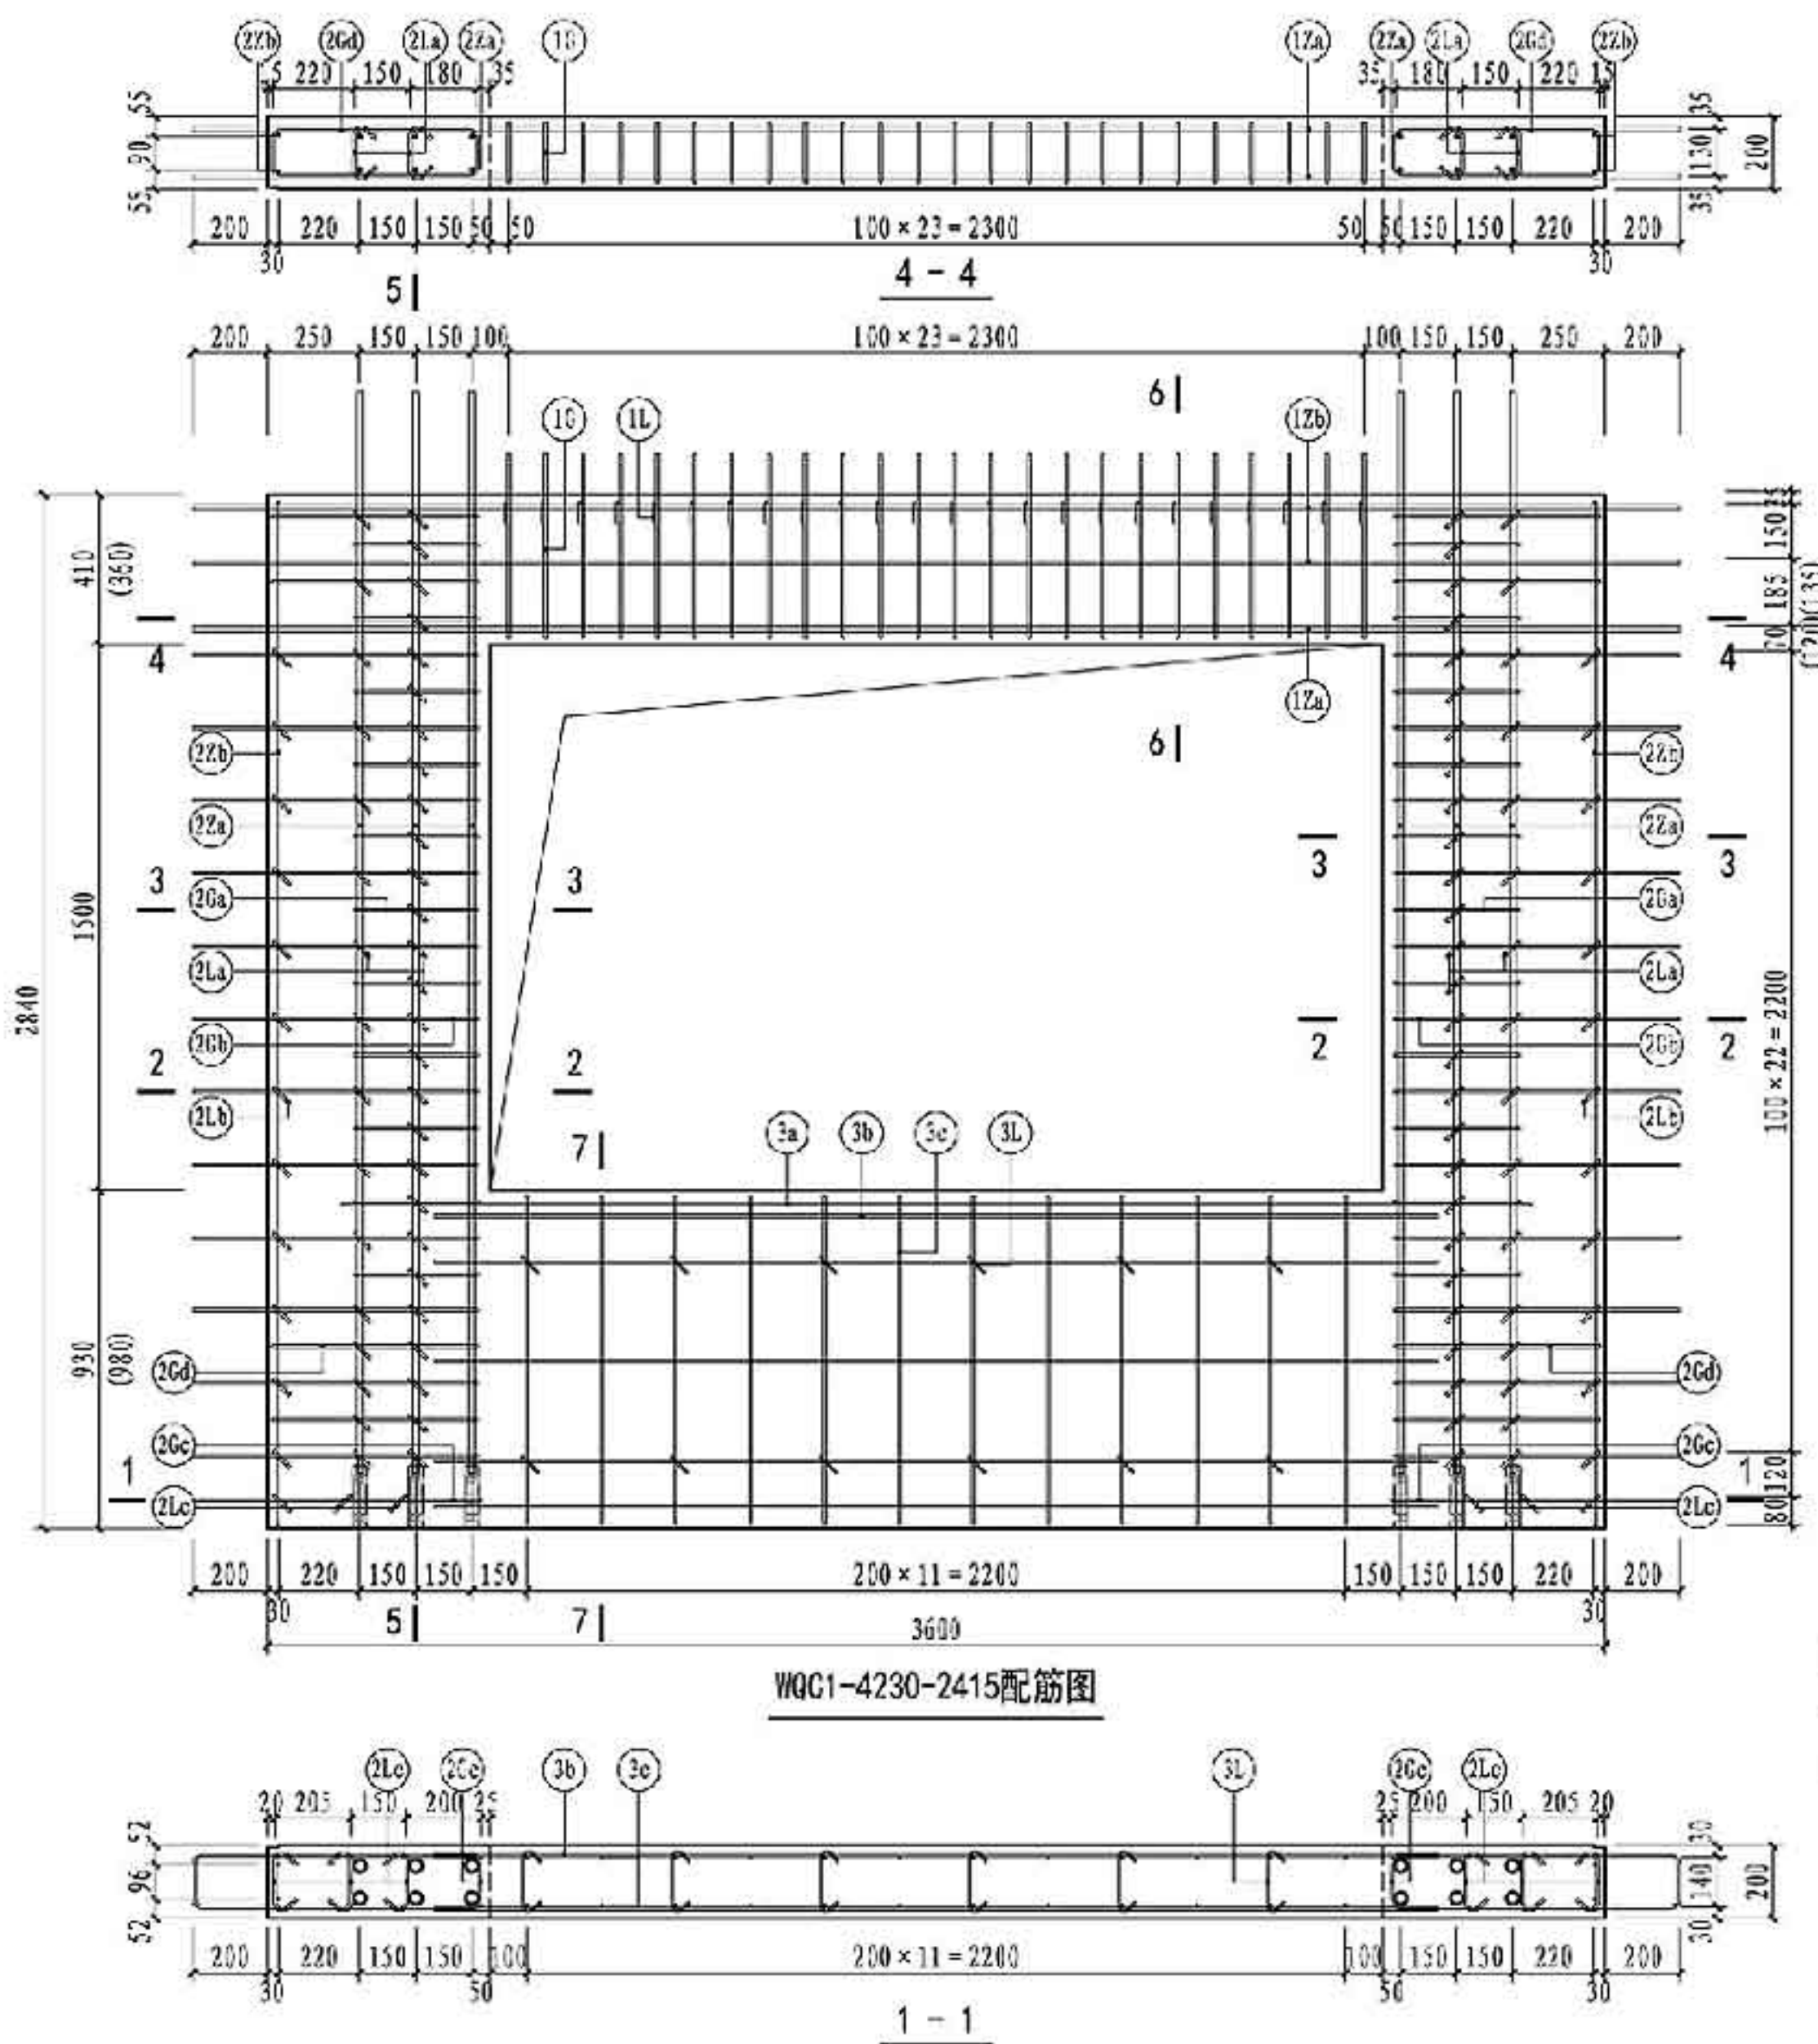 2Zb 2Gd 2La 2Za 1G 1Za 2Za 2La 2Gd 2Zb
5 220 150 180 35 35 180 150 220 15
55 90 55 35 130 35 200
200 220 150 150 50 50 100×23=2300 50 50 150 150 220 200
30 30
4 - 4
5
200 250 150 150 100 100×23=2300 100 150 150 250 200
6
1G 1L 1Zb
410 (360)
150 185 (135) 70 (120)
4 4
1Za
6
2Zb 2Zb
2Za 2Za
3 3 3 3
2Ga 2Ga
1500
2La 2La
2840
2Gb 2Gb
2 2 2 2
100×22=2200
2Lb 2Lb
7
3a 3b 3c 3L
930 (980)
2Gd 2Gd
2Gc 2Gc
1 1
2Lc 2Lc
120 80
200 220 150 150 150 200×11=2200 150 150 150 220 200
30 30
5 7
3600
WQC1-4230-2415配筋图
2Lc 2Gc 3b 3c 3L 2Gc 2Lc
20 205 150 200 25 25 200 150 205 20
52 96 52 30 140 30 200
200 220 150 150 100 200×11=2200 100 150 150 220 200
30 50 50 30
1 - 1